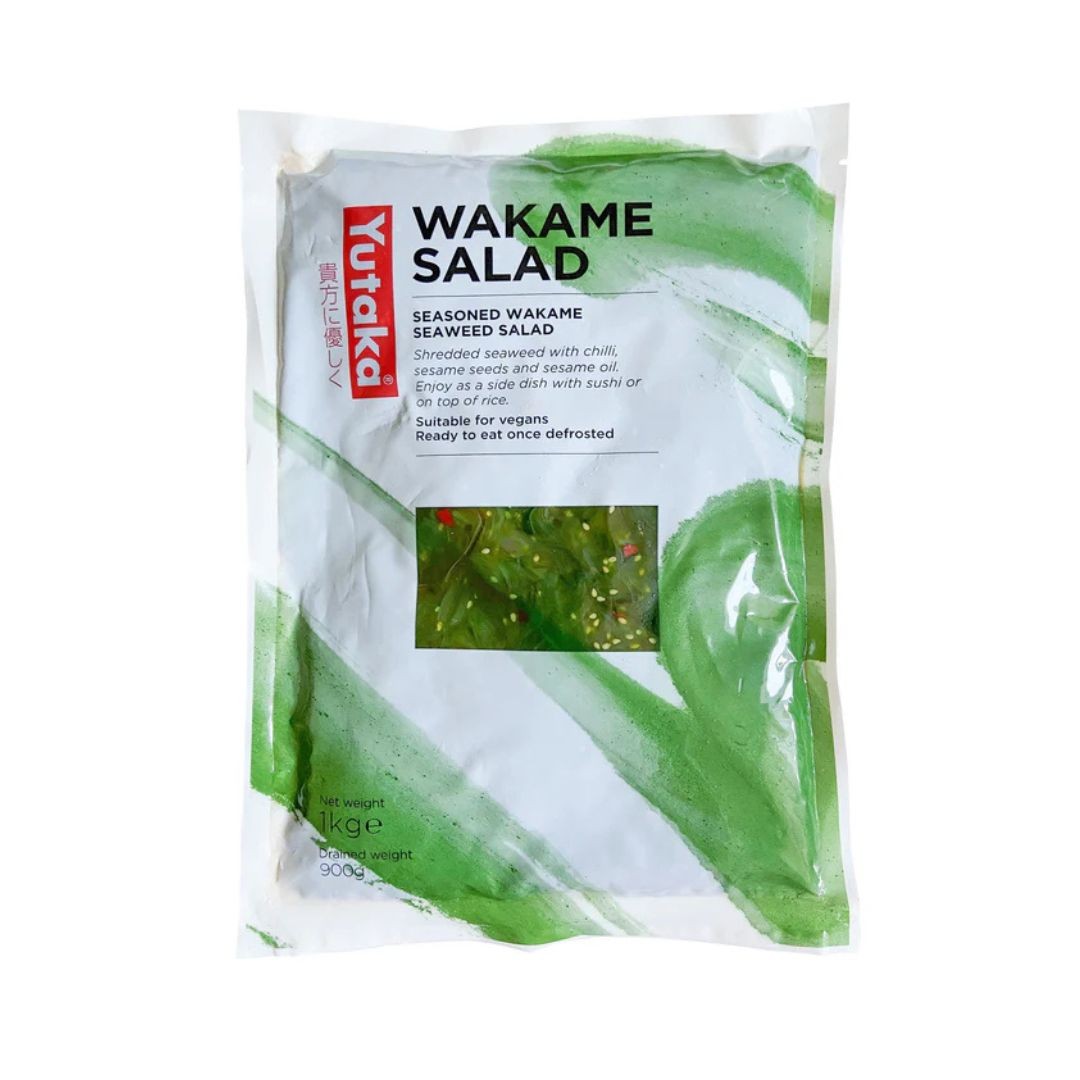 Yutaka®
貴方に優しく
WAKAME
SALAD
SEASONED WAKAME
SEAWEED SALAD
Shredded seaweed with chilli,
sesame seeds and sesame oil.
Enjoy as a side dish with sushi or
on top of rice.
Suitable for vegans
Ready to eat once defrosted
Net weight
1kg℮
Drained weight
900g